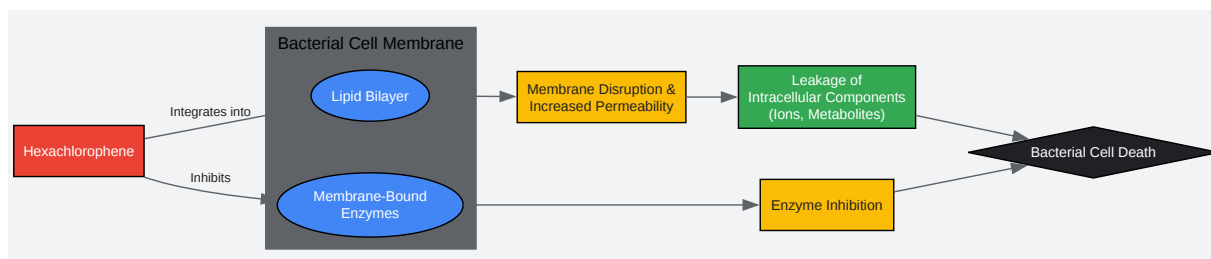 Bacterial Cell Membrane
Hexachlorophene
Integrates into
Inhibits
Lipid Bilayer
Membrane-Bound
Enzymes
Membrane Disruption &
Increased Permeability
Leakage of
Intracellular Components
(Ions, Metabolites)
Enzyme Inhibition
Bacterial Cell Death